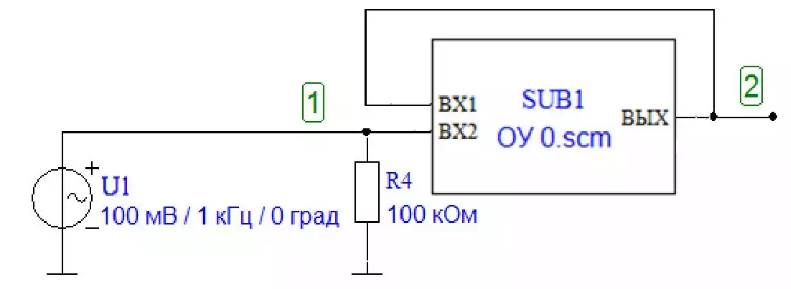 1
2
ВХ1
ВХ2
SUB1
ОУ 0.scm
ВЫХ
+
U1
100 мВ / 1 кГц / 0 град
−
R4
100 кОм